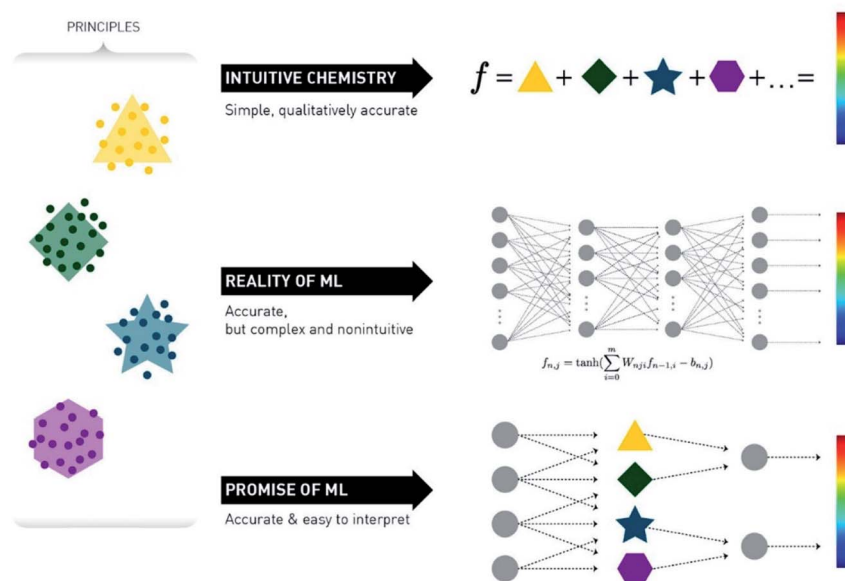 PRINCIPLES
INTUITIVE CHEMISTRY
Simple, qualitatively accurate
f = + + + +...=
REALITY OF ML
Accurate,
but complex and nonintuitive
f_{n,j} = tanh(∑_{i=0}^{m} W_{nji} f_{n−1,i} − b_{n,j})
PROMISE OF ML
Accurate & easy to interpret